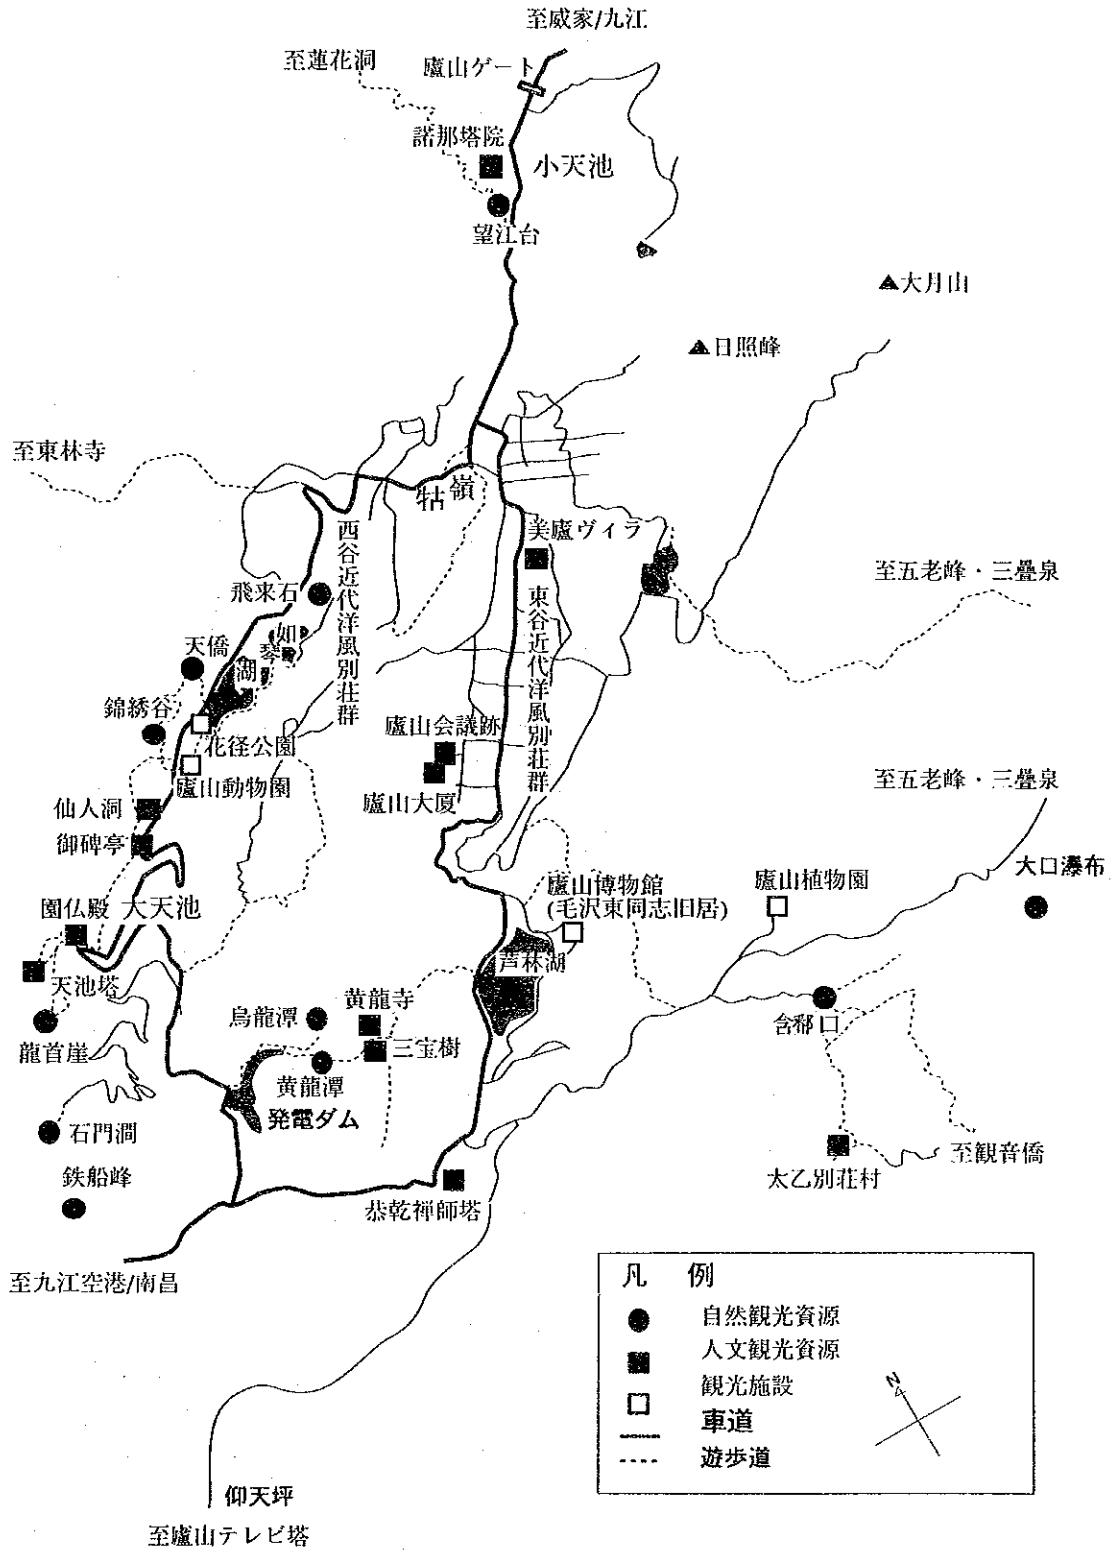 至威家/九江
至蓮花洞
廬山ゲート
諾那塔院
小天池
望江台
大月山
日照峰
至東林寺
牯嶺
美廬ヴィラ
西谷近代洋風別荘群
至五老峰・三疊泉
飛来石
東谷近代洋風別荘群
如琴湖
天僑
錦綉谷
花径公園
廬山会議跡
廬山動物園
至五老峰・三疊泉
仙人洞
廬山大厦
御碑亭
大口瀑布
廬山博物館
(毛沢東同志旧居)
廬山植物園
園仏殿
大天池
芦林湖
天池塔
黄龍寺
烏龍潭
含鄱口
龍首崖
三宝樹
黄龍潭
発電ダム
石門澗
至観音僑
太乙別荘村
鉄船峰
恭乾禅師塔
至九江空港/南昌
凡 例
自然観光資源
人文観光資源
観光施設
車道
遊歩道
N
仰天坪
至廬山テレビ塔